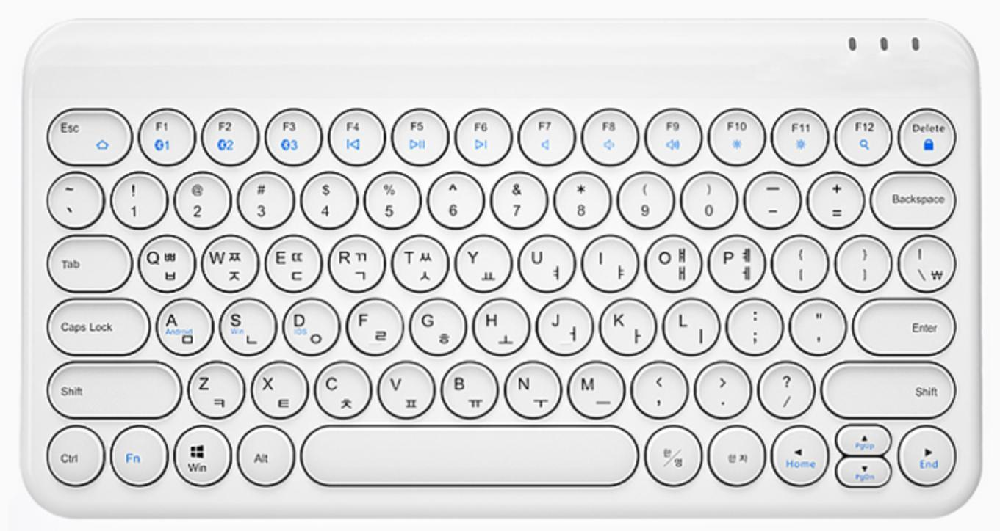 Esc F1 F2 F3 F4 F5 F6 F7 F8 F9 F10 F11 F12 Delete
1 2 3
~ ! @ # $ % ^ & * ( ) — +
` 1 2 3 4 5 6 7 8 9 0 - = Backspace
Tab Q ㅃ W ㅉ E ㄸ R ㄲ T ㅆ Y U I O ㅒ P ㅖ { } |
ㅂ ㅈ ㄷ ㄱ ㅅ ㅛ ㅕ ㅑ ㅐ ㅔ [ ] \ ₩
Caps Lock A S D F G H J K L : " Enter
Android Win iOS
ㅁ ㄴ ㅇ ㄹ ㅎ ㅗ ㅓ ㅏ ㅣ ; '
Shift Z X C V B N M < > ? Shift
ㅋ ㅌ ㅊ ㅍ ㅠ ㅜ ㅡ , . /
Ctrl Fn Win Alt 한/영 한자 Home PgUp End
PgDn